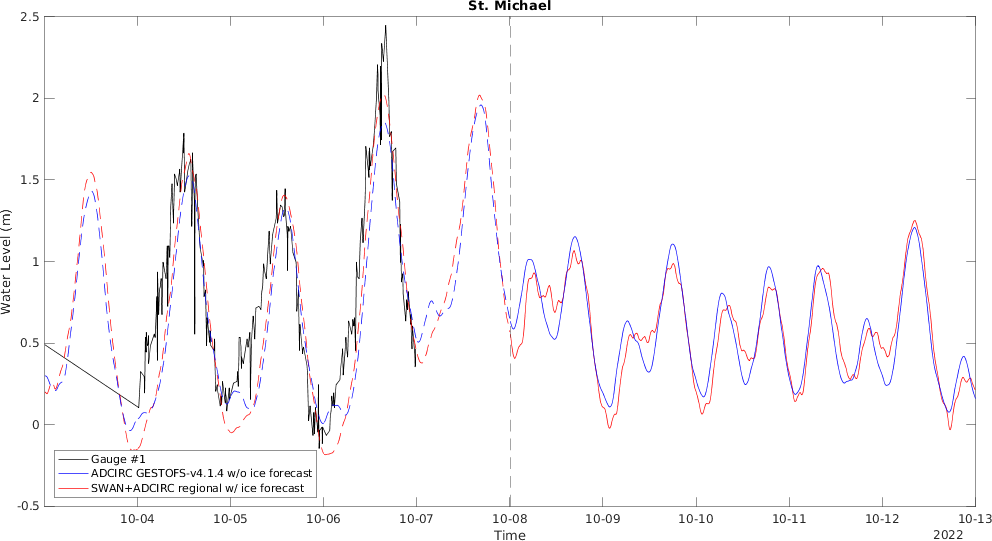 St. Michael
2.5
2
1.5
1
0.5
0
-0.5
Water Level (m)
Gauge #1
ADCIRC GESTOFS-v4.1.4 w/o ice forecast
SWAN+ADCIRC regional w/ ice forecast
10-04 10-05 10-06 10-07 10-08 10-09 10-10 10-11 10-12 10-13
Time
2022